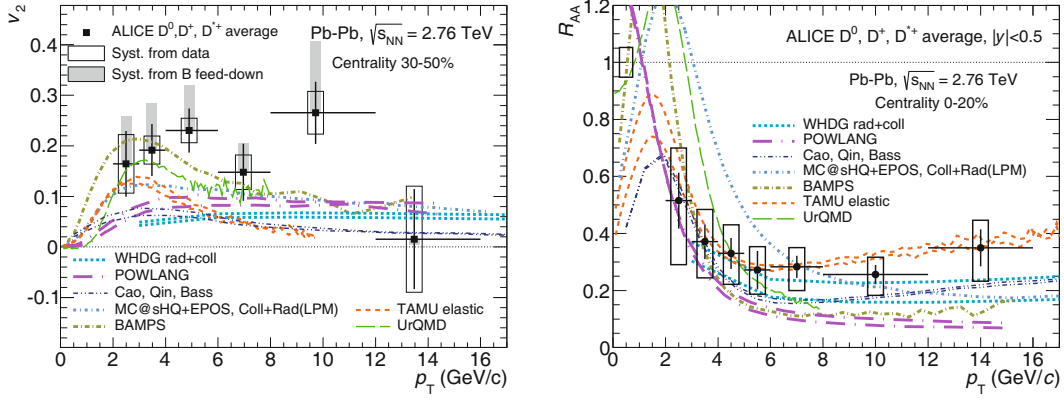 v₂
ALICE D⁰,D⁺, D*⁺ average
Syst. from data
Syst. from B feed-down
Pb-Pb, √sNN = 2.76 TeV
Centrality 30-50%
0.4
0.3
0.2
0.1
0
-0.1
WHDG rad+coll
POWLANG
Cao, Qin, Bass
MC@sHQ+EPOS, Coll+Rad(LPM)
BAMPS
TAMU elastic
UrQMD
0 2 4 6 8 10 12 14 16
pT (GeV/c)
RAA
ALICE D⁰, D⁺, D*⁺ average, |y|<0.5
Pb-Pb, √sNN = 2.76 TeV
Centrality 0-20%
WHDG rad+coll
POWLANG
Cao, Qin, Bass
MC@sHQ+EPOS, Coll+Rad(LPM)
BAMPS
TAMU elastic
UrQMD
1.2
1
0.8
0.6
0.4
0.2
0
0 2 4 6 8 10 12 14 16
pT (GeV/c)